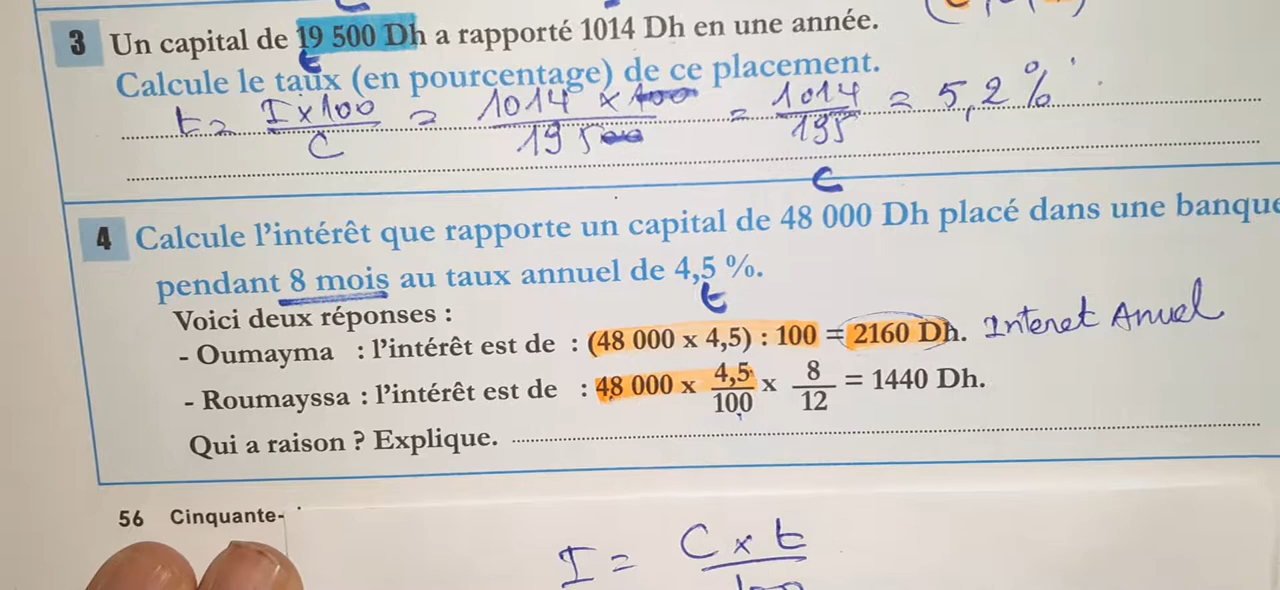 3 Un capital de 19 500 Dh a rapporté 1014 Dh en une année.
Calcule le taux (en pourcentage) de ce placement.
t = I x 100 / C = 1014 x 100 / 19500 = 1014 / 195 = 5,2 %
C
4 Calcule l'intérêt que rapporte un capital de 48 000 Dh placé dans une banque
pendant 8 mois au taux annuel de 4,5 %.
t
Voici deux réponses :
- Oumayma : l'intérêt est de : (48 000 x 4,5) : 100 = 2160 Dh. Interet Anuel
- Roumayssa : l'intérêt est de : 48 000 x 4,5/100 x 8/12 = 1440 Dh.
Qui a raison ? Explique.
56 Cinquante-
I = C x t / 100